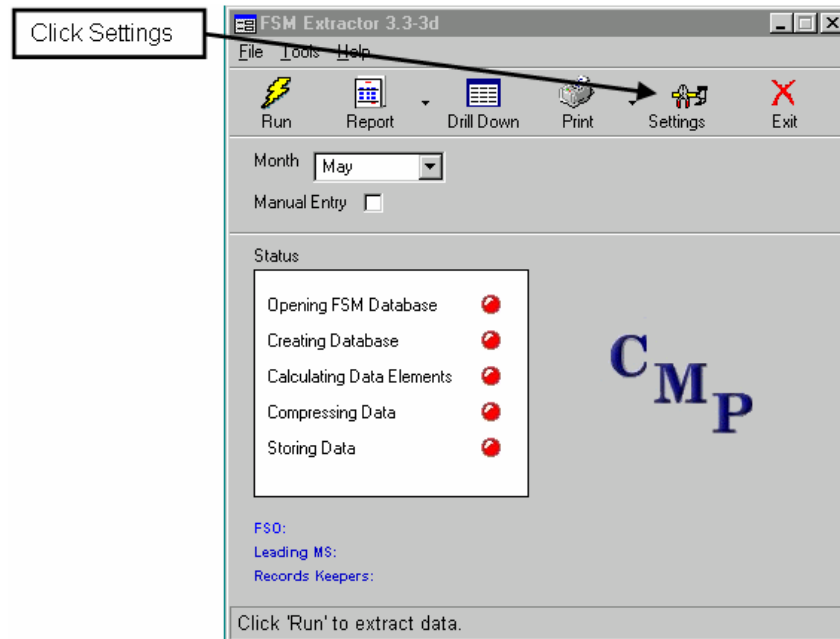 Click Settings
FSM Extractor 3.3-3d
File Tools Help
Run Report Drill Down Print Settings Exit
Month May
Manual Entry
Status
Opening FSM Database
Creating Database
Calculating Data Elements
Compressing Data
Storing Data
CMP
FSO:
Leading MS:
Records Keepers:
Click 'Run' to extract data.